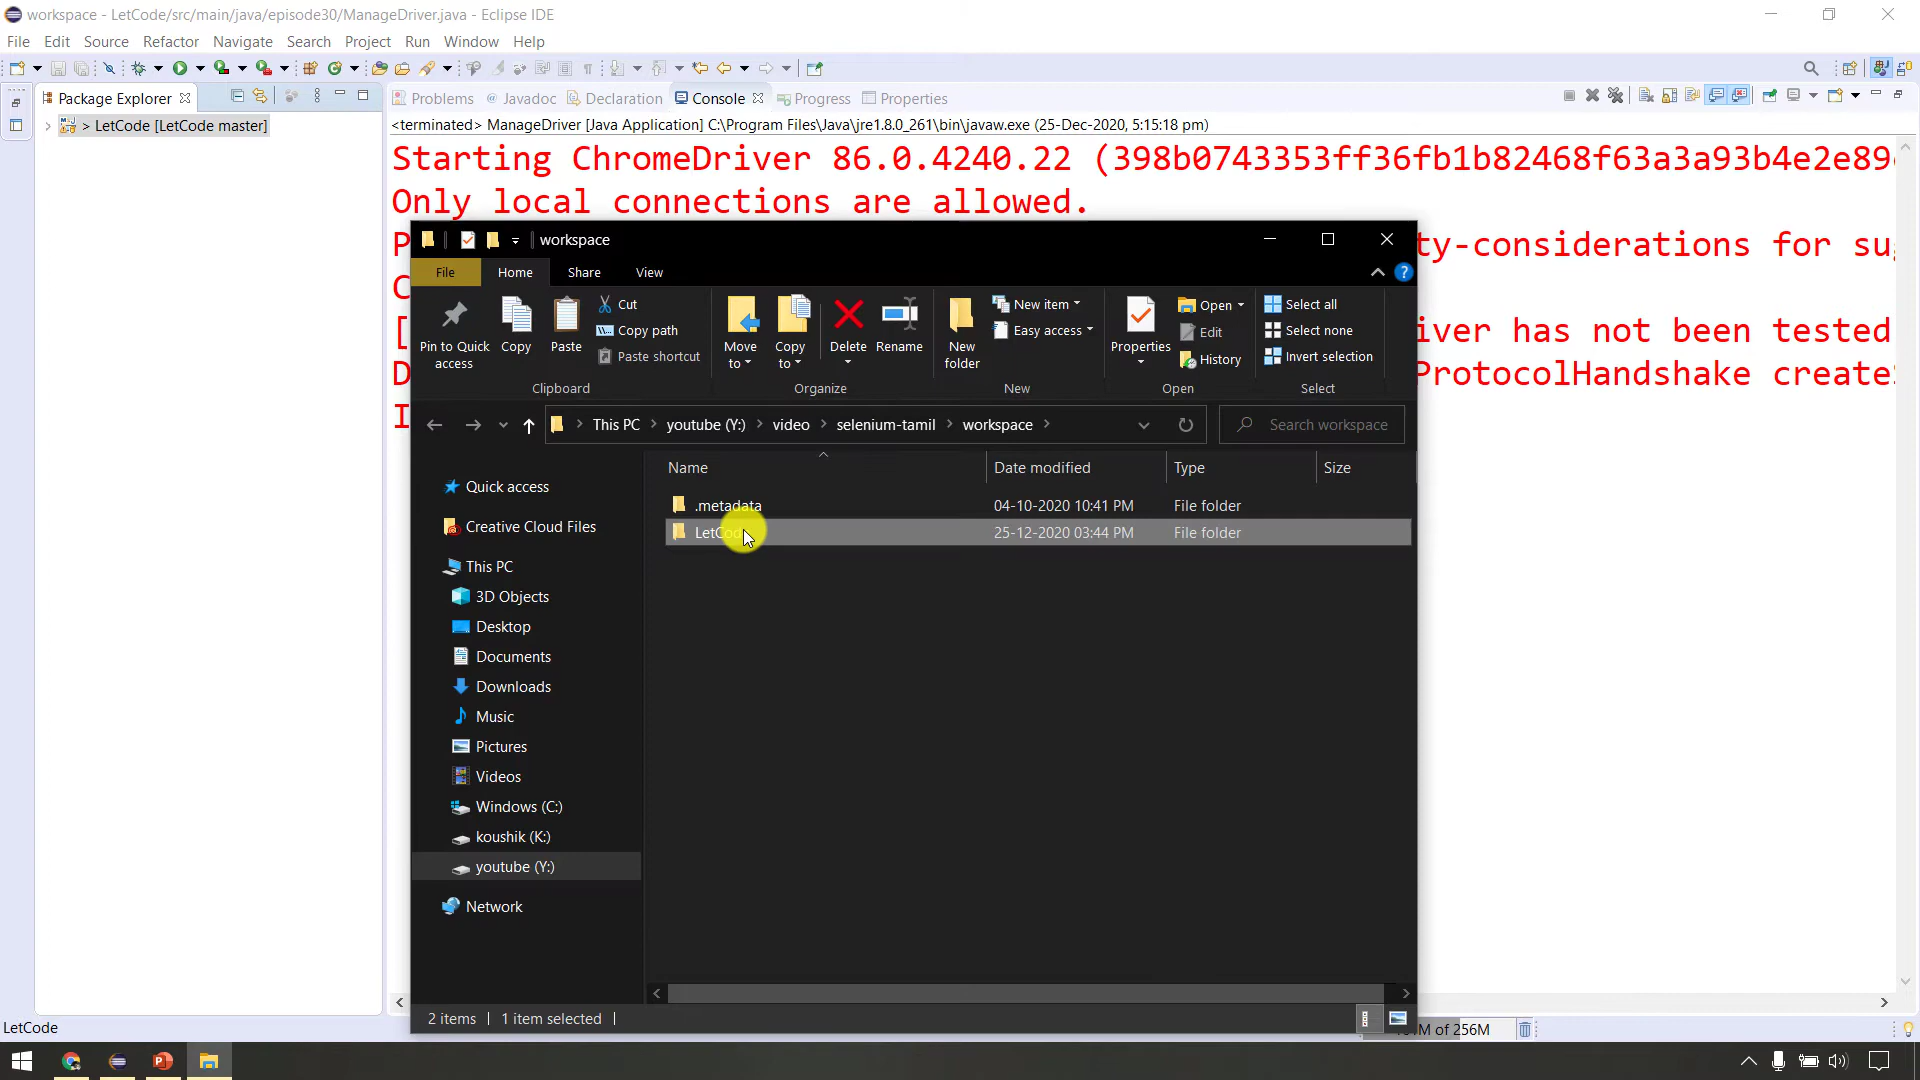 workspace - LetCode/src/main/java/episode30/ManageDriver.java - Eclipse IDE
File Edit Source Refactor Navigate Search Project Run Window Help
Package Explorer
> LetCode [LetCode master]
Problems @ Javadoc Declaration Console Progress Properties
<terminated> ManageDriver [Java Application] C:\Program Files\Java\jre1.8.0_261\bin\javaw.exe (25-Dec-2020, 5:15:18 pm)
Starting ChromeDriver 86.0.4240.22 (398b0743353ff36fb1b82468f63a3a93b4e2e89
Only local connections are allowed.
P ty-considerations for su
C
[ iver has not been tested
D ProtocolHandshake create
I
workspace
File Home Share View
Pin to Quick access
Copy
Paste
Cut
Copy path
Paste shortcut
Clipboard
Move to
Copy to
Delete
Rename
Organize
New folder
New item
Easy access
New
Properties
Open
Edit
History
Open
Select all
Select none
Invert selection
Select
This PC youtube (Y:) video selenium-tamil workspace
Search workspace
Name Date modified Type Size
.metadata 04-10-2020 10:41 PM File folder
LetCode 25-12-2020 03:44 PM File folder
Quick access
Creative Cloud Files
This PC
3D Objects
Desktop
Documents
Downloads
Music
Pictures
Videos
Windows (C:)
koushik (K:)
youtube (Y:)
Network
2 items 1 item selected
LetCode
M of 256M